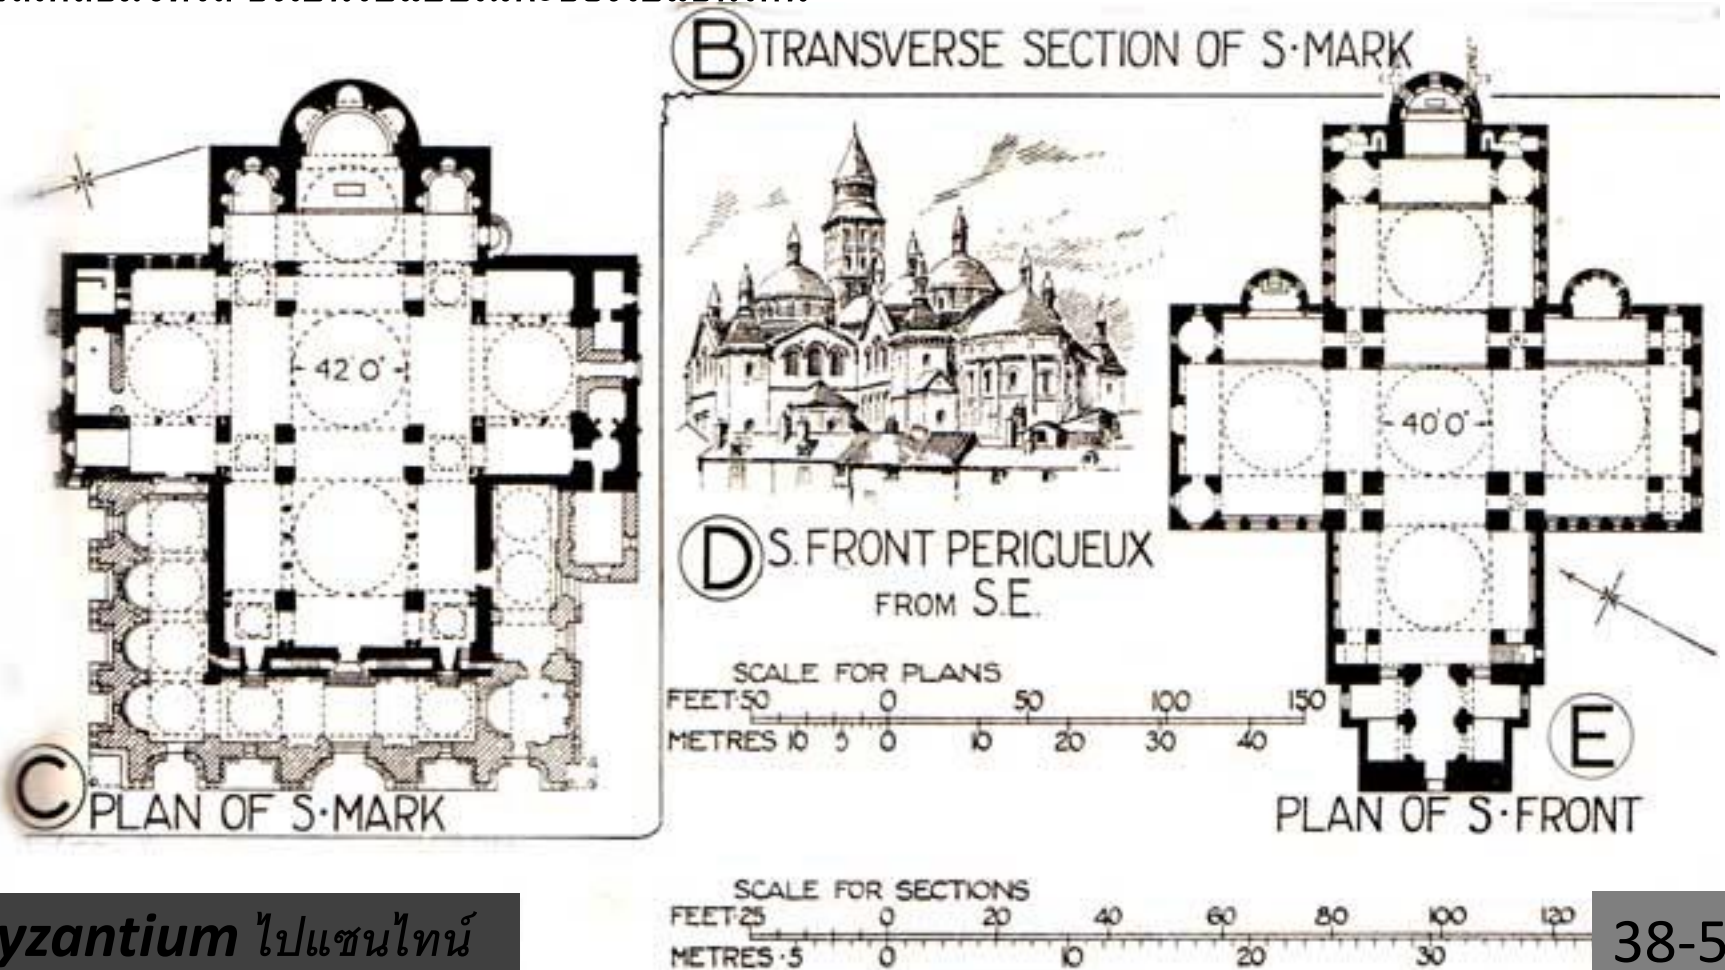 B TRANSVERSE SECTION OF S·MARK
42'0"
40'0"
D S. FRONT PERIGUEUX
FROM S.E.
SCALE FOR PLANS
FEET·50 0 50 100 150
METRES 10 5 0 10 20 30 40
C PLAN OF S·MARK
E
PLAN OF S·FRONT
SCALE FOR SECTIONS
FEET·25 0 20 40 60 80 100 120
METRES·5 0 10 20 30
yzantium ไปแซนไทน์
38-5